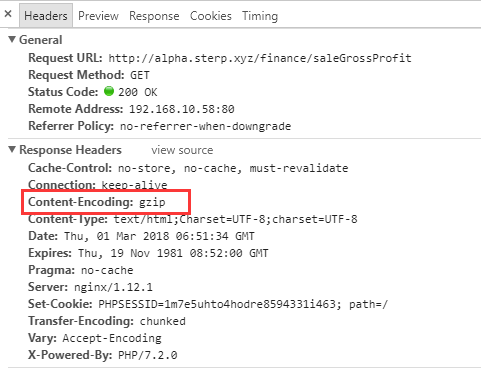 × Headers Preview Response Cookies Timing
▼ General
Request URL: http://alpha.sterp.xyz/finance/saleGrossProfit
Request Method: GET
Status Code: 200 OK
Remote Address: 192.168.10.58:80
Referrer Policy: no-referrer-when-downgrade
▼ Response Headers view source
Cache-Control: no-store, no-cache, must-revalidate
Connection: keep-alive
Content-Encoding: gzip
Content-Type: text/html;Charset=UTF-8;charset=UTF-8
Date: Thu, 01 Mar 2018 06:51:34 GMT
Expires: Thu, 19 Nov 1981 08:52:00 GMT
Pragma: no-cache
Server: nginx/1.12.1
Set-Cookie: PHPSESSID=1m7e5uhto4hodre8594331i463; path=/
Transfer-Encoding: chunked
Vary: Accept-Encoding
X-Powered-By: PHP/7.2.0